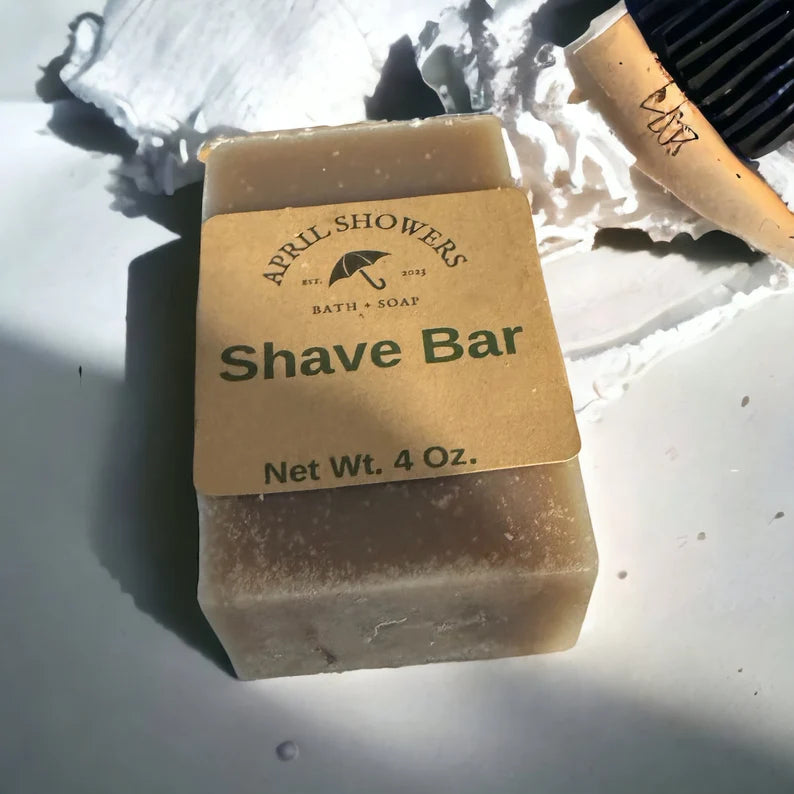 APRIL SHOWERS
EST. 2023
BATH + SOAP
Shave Bar
Net Wt. 4 Oz.